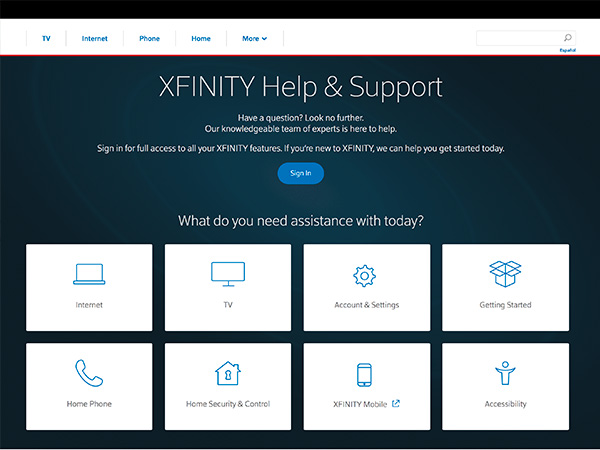 TV Internet Phone Home More
Español
XFINITY Help & Support
Have a question? Look no further.
Our knowledgeable team of experts is here to help.
Sign in for full access to all your XFINITY features. If you're new to XFINITY, we can help you get started today.
Sign In
What do you need assistance with today?
Internet TV Account & Settings Getting Started
Home Phone Home Security & Control XFINITY Mobile Accessibility